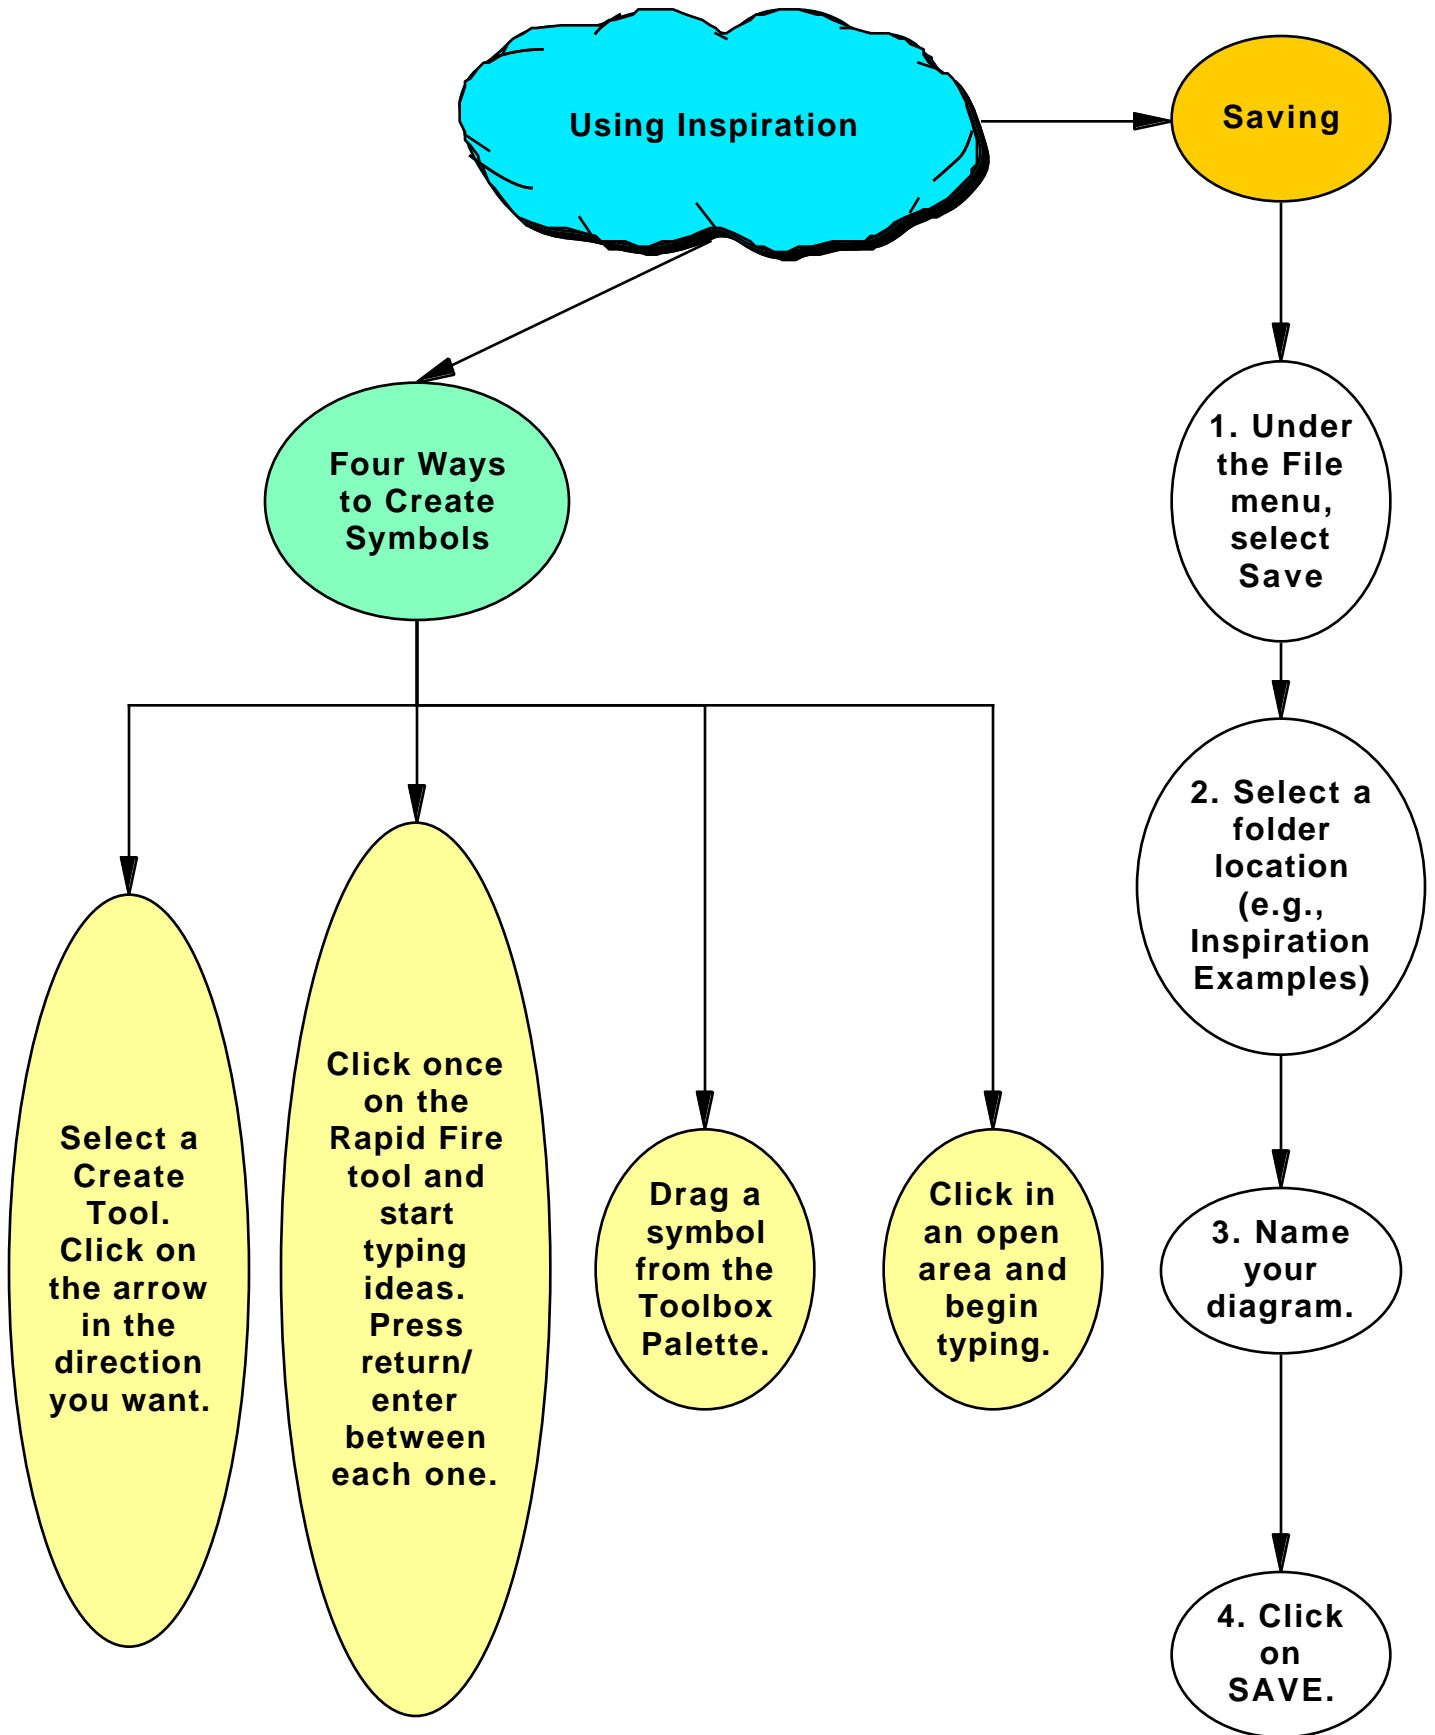 Using Inspiration
Saving
Four Ways
to Create
Symbols
Select a
Create
Tool.
Click on
the arrow
in the
direction
you want.
Click once
on the
Rapid Fire
tool and
start
typing
ideas.
Press
return/
enter
between
each one.
Drag a
symbol
from the
Toolbox
Palette.
Click in
an open
area and
begin
typing.
1. Under
the File
menu,
select
Save
2. Select a
folder
location
(e.g.,
Inspiration
Examples)
3. Name
your
diagram.
4. Click
on
SAVE.